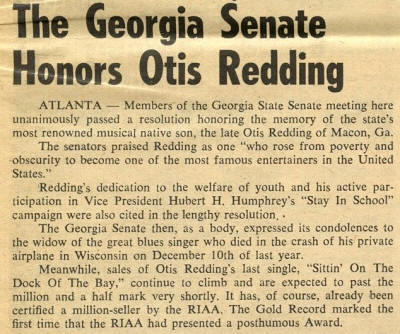 The Georgia Senate
Honors Otis Redding
ATLANTA — Members of the Georgia State Senate meeting here
unanimously passed a resolution honoring the memory of the state's
most renowned musical native son, the late Otis Redding of Macon, Ga.
The senators praised Redding as one "who rose from poverty and
obscurity to become one of the most famous entertainers in the United
States."
Redding's dedication to the welfare of youth and his active par-
ticipation in Vice President Hubert H. Humphrey's "Stay In School"
campaign were also cited in the lengthy resolution.
The Georgia Senate then, as a body, expressed its condolences
to the widow of the great blues singer who died in the crash of his private
airplane in Wisconsin on December 10th of last year.
Meanwhile, sales of Otis Redding's last single, "Sittin' On The
Dock Of The Bay," continue to climb and are expected to past the
million and a half mark very shortly. It has, of course, already been
certified a million-seller by the RIAA. The Gold Record marked the
first time that the RIAA had presented a posthumous Award.